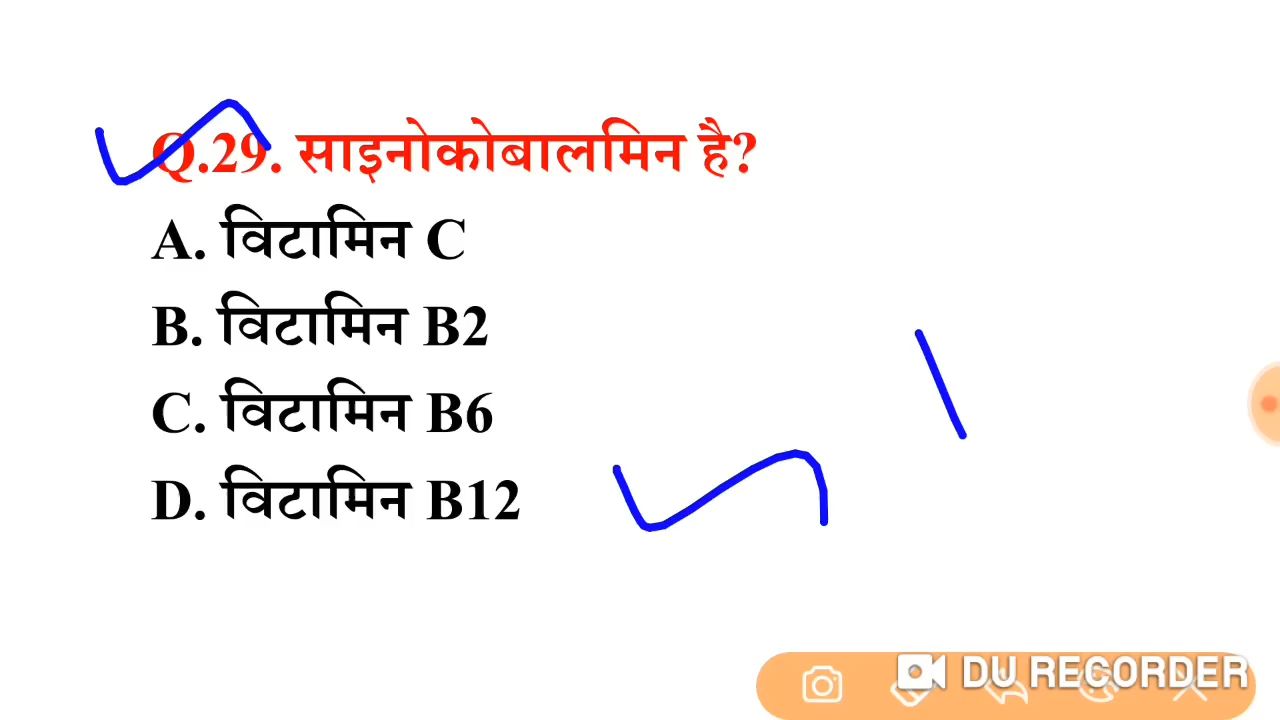 Q.29. साइनोकोबालमिन है?
A. विटामिन C
B. विटामिन B2
C. विटामिन B6
D. विटामिन B12
DU RECORDER